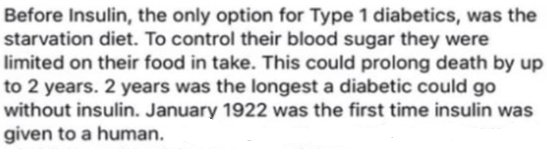 Before Insulin, the only option for Type 1 diabetics, was the
starvation diet. To control their blood sugar they were
limited on their food in take. This could prolong death by up
to 2 years. 2 years was the longest a diabetic could go
without insulin. January 1922 was the first time insulin was
given to a human.